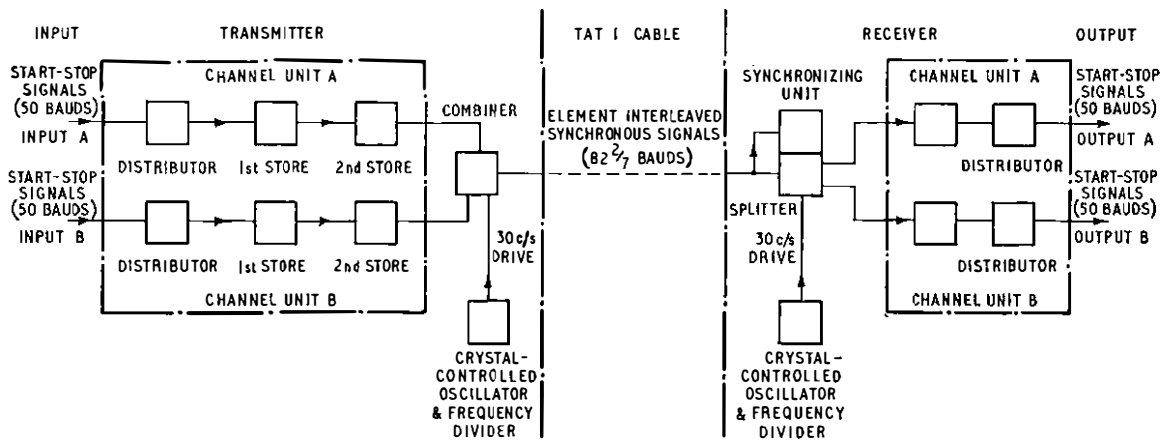 INPUT
TRANSMITTER
TAT 1 CABLE
RECEIVER
OUTPUT
START-STOP
SIGNALS
(50 BAUDS)
INPUT A
START-STOP
SIGNALS
(50 BAUDS)
INPUT B
CHANNEL UNIT A
DISTRIBUTOR
1st STORE
2nd STORE
DISTRIBUTOR
1st STORE
2nd STORE
CHANNEL UNIT B
COMBINER
30 c/s
DRIVE
CRYSTAL-
CONTROLLED
OSCILLATOR
& FREQUENCY
DIVIDER
ELEMENT INTERLEAVED
SYNCHRONOUS SIGNALS
(82 2/7 BAUDS)
SYNCHRONIZING
UNIT
SPLITTER
30 c/s
DRIVE
CRYSTAL-
CONTROLLED
OSCILLATOR
& FREQUENCY
DIVIDER
CHANNEL UNIT A
DISTRIBUTOR
DISTRIBUTOR
CHANNEL UNIT B
START-STOP
SIGNALS
(50 BAUDS)
OUTPUT A
START-STOP
SIGNALS
(50 BAUDS)
OUTPUT B